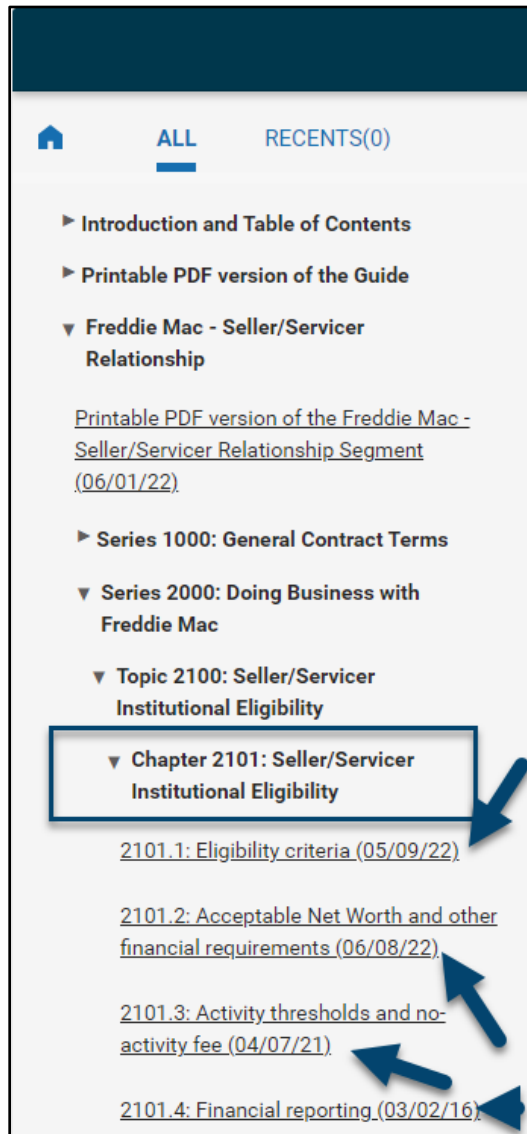 ALL RECENTS(0)
Introduction and Table of Contents
Printable PDF version of the Guide
Freddie Mac - Seller/Servicer
Relationship
Printable PDF version of the Freddie Mac -
Seller/Servicer Relationship Segment
(06/01/22)
Series 1000: General Contract Terms
Series 2000: Doing Business with
Freddie Mac
Topic 2100: Seller/Servicer
Institutional Eligibility
Chapter 2101: Seller/Servicer
Institutional Eligibility
2101.1: Eligibility criteria (05/09/22)
2101.2: Acceptable Net Worth and other
financial requirements (06/08/22)
2101.3: Activity thresholds and no-
activity fee (04/07/21)
2101.4: Financial reporting (03/02/16)